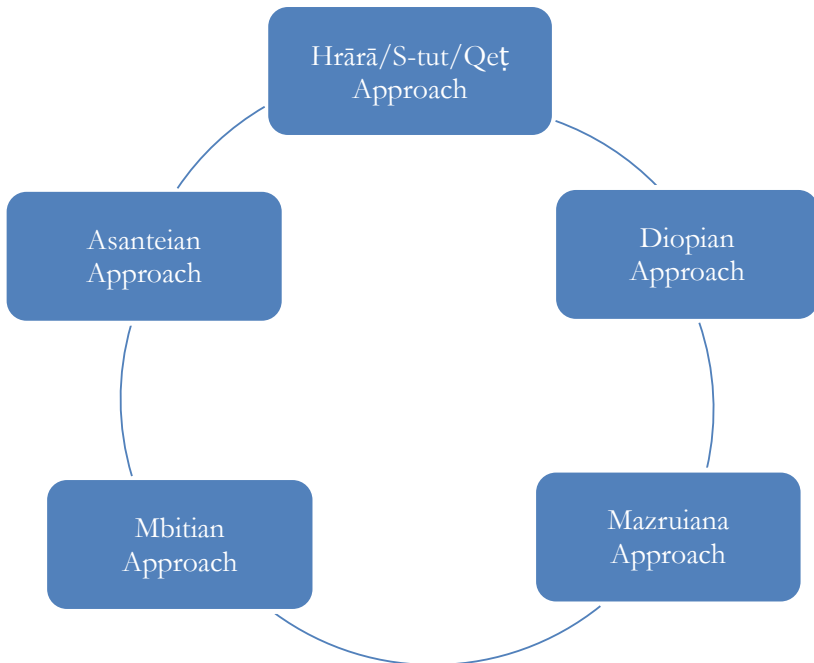 Hrārā/S-tut/Qeṭ
Approach
Diopian
Approach
Mazruiana
Approach
Mbitian
Approach
Asanteian
Approach